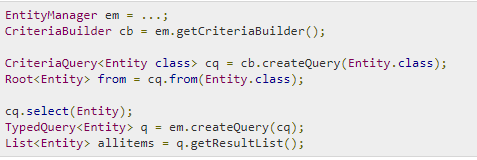 EntityManager em = ...;
CriteriaBuilder cb = em.getCriteriaBuilder();
CriteriaQuery<Entity class> cq = cb.createQuery(Entity.class);
Root<Entity> from = cq.from(Entity.class);
cq.select(Entity);
TypedQuery<Entity> q = em.createQuery(cq);
List<Entity> allitems = q.getResultList();